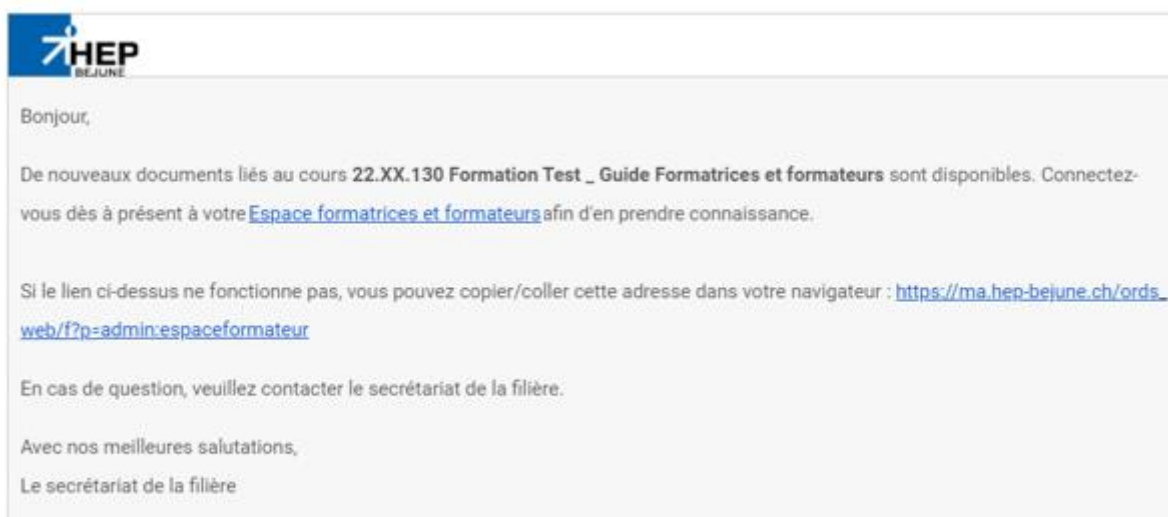 HEP
BEJUNE
Bonjour,
De nouveaux documents liés au cours 22.XX.130 Formation Test _ Guide Formatrices et formateurs sont disponibles. Connectez-
vous dès à présent à votre Espace formatrices et formateurs afin d'en prendre connaissance.
Si le lien ci-dessus ne fonctionne pas, vous pouvez copier/coller cette adresse dans votre navigateur : https://ma.hep-bejune.ch/ords_
web/f?p=admin:espaceformateur
En cas de question, veuillez contacter le secrétariat de la filière.
Avec nos meilleures salutations,
Le secrétariat de la filière